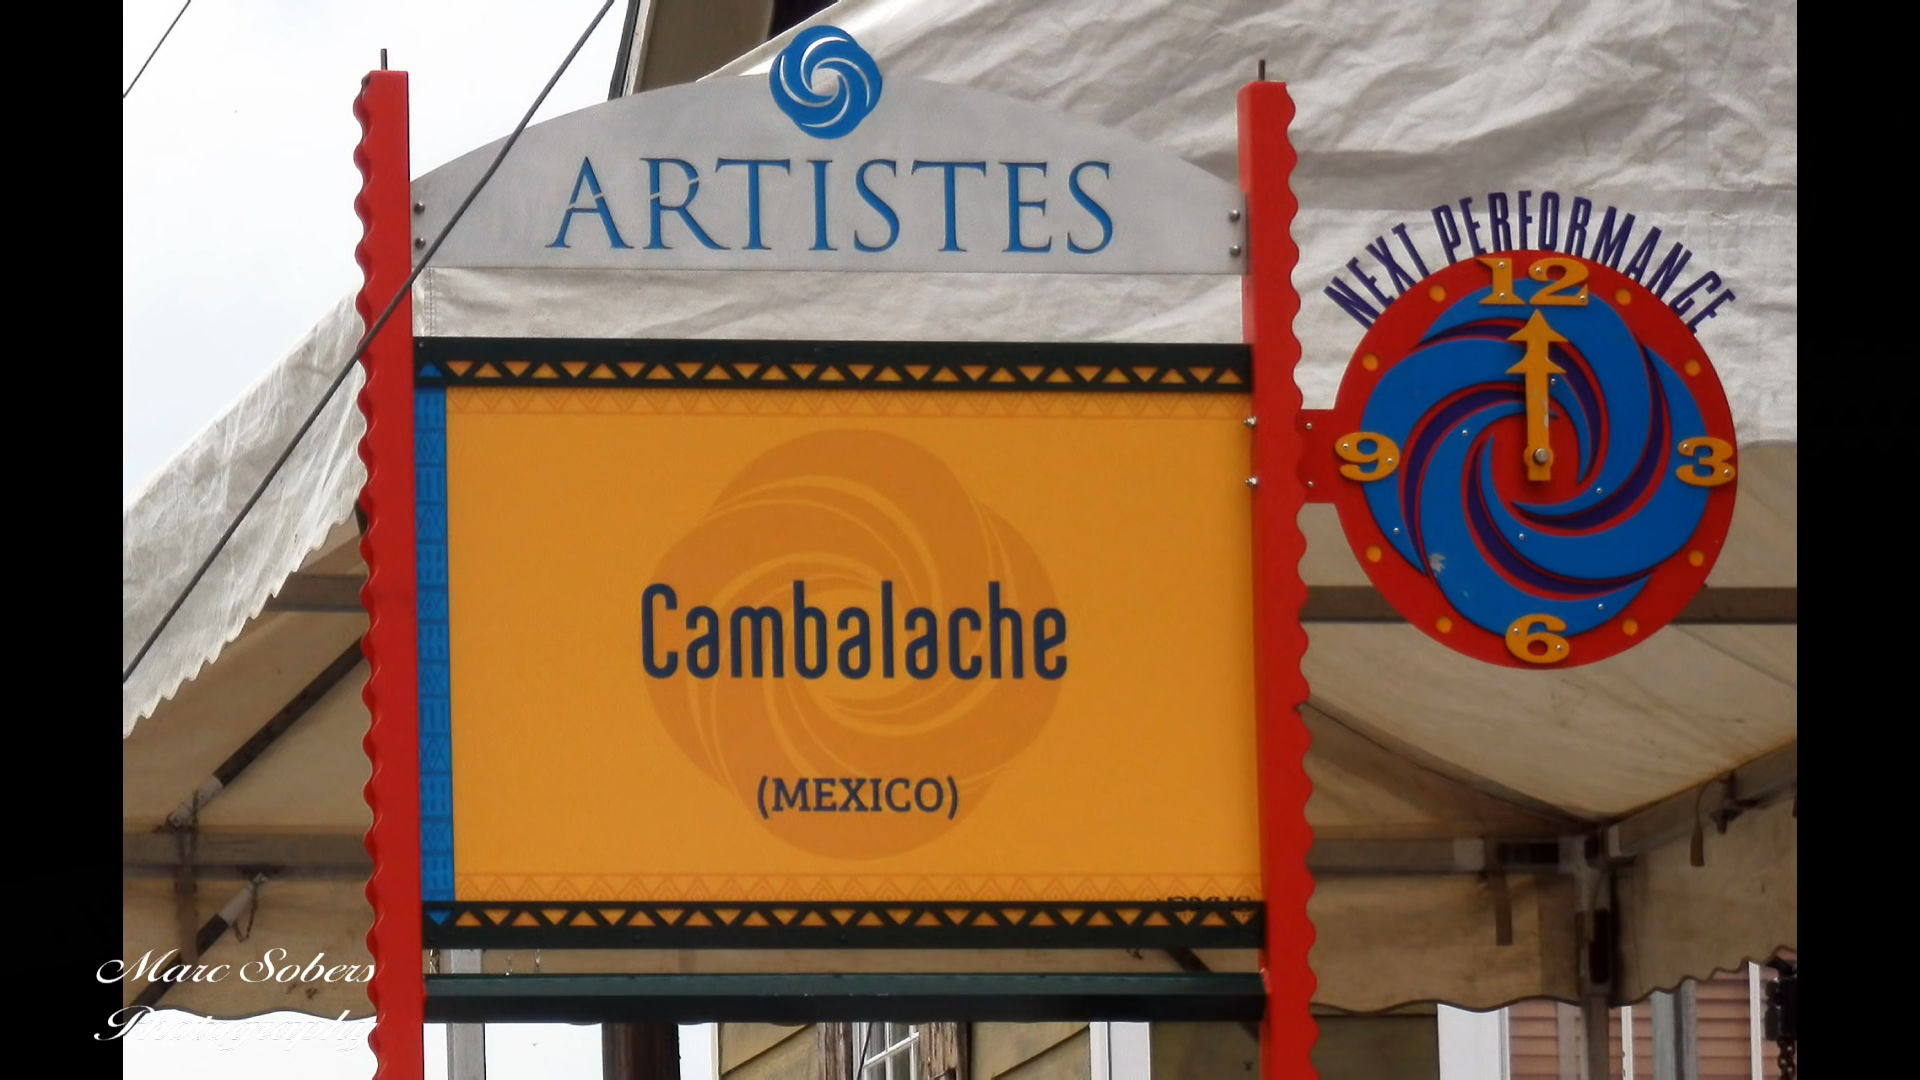 ARTISTES
NEXT PERFORMANCE
12
9
3
6
Cambalache
(MEXICO)
Marc Sobers
Photography